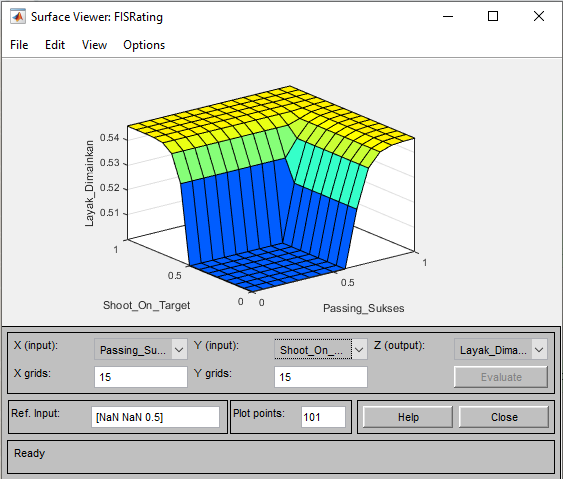 Surface Viewer: FISRating
File Edit View Options
Layak_Dimainkan
0.54
0.53
0.52
0.51
1
0.5
0
0
0.5
1
Shoot_On_Target
Passing_Sukses
X (input): Passing_Su... Y (input): Shoot_On_... Z (output): Layak_Dima...
X grids: 15 Y grids: 15 Evaluate
Ref. Input: [NaN NaN 0.5] Plot points: 101 Help Close
Ready